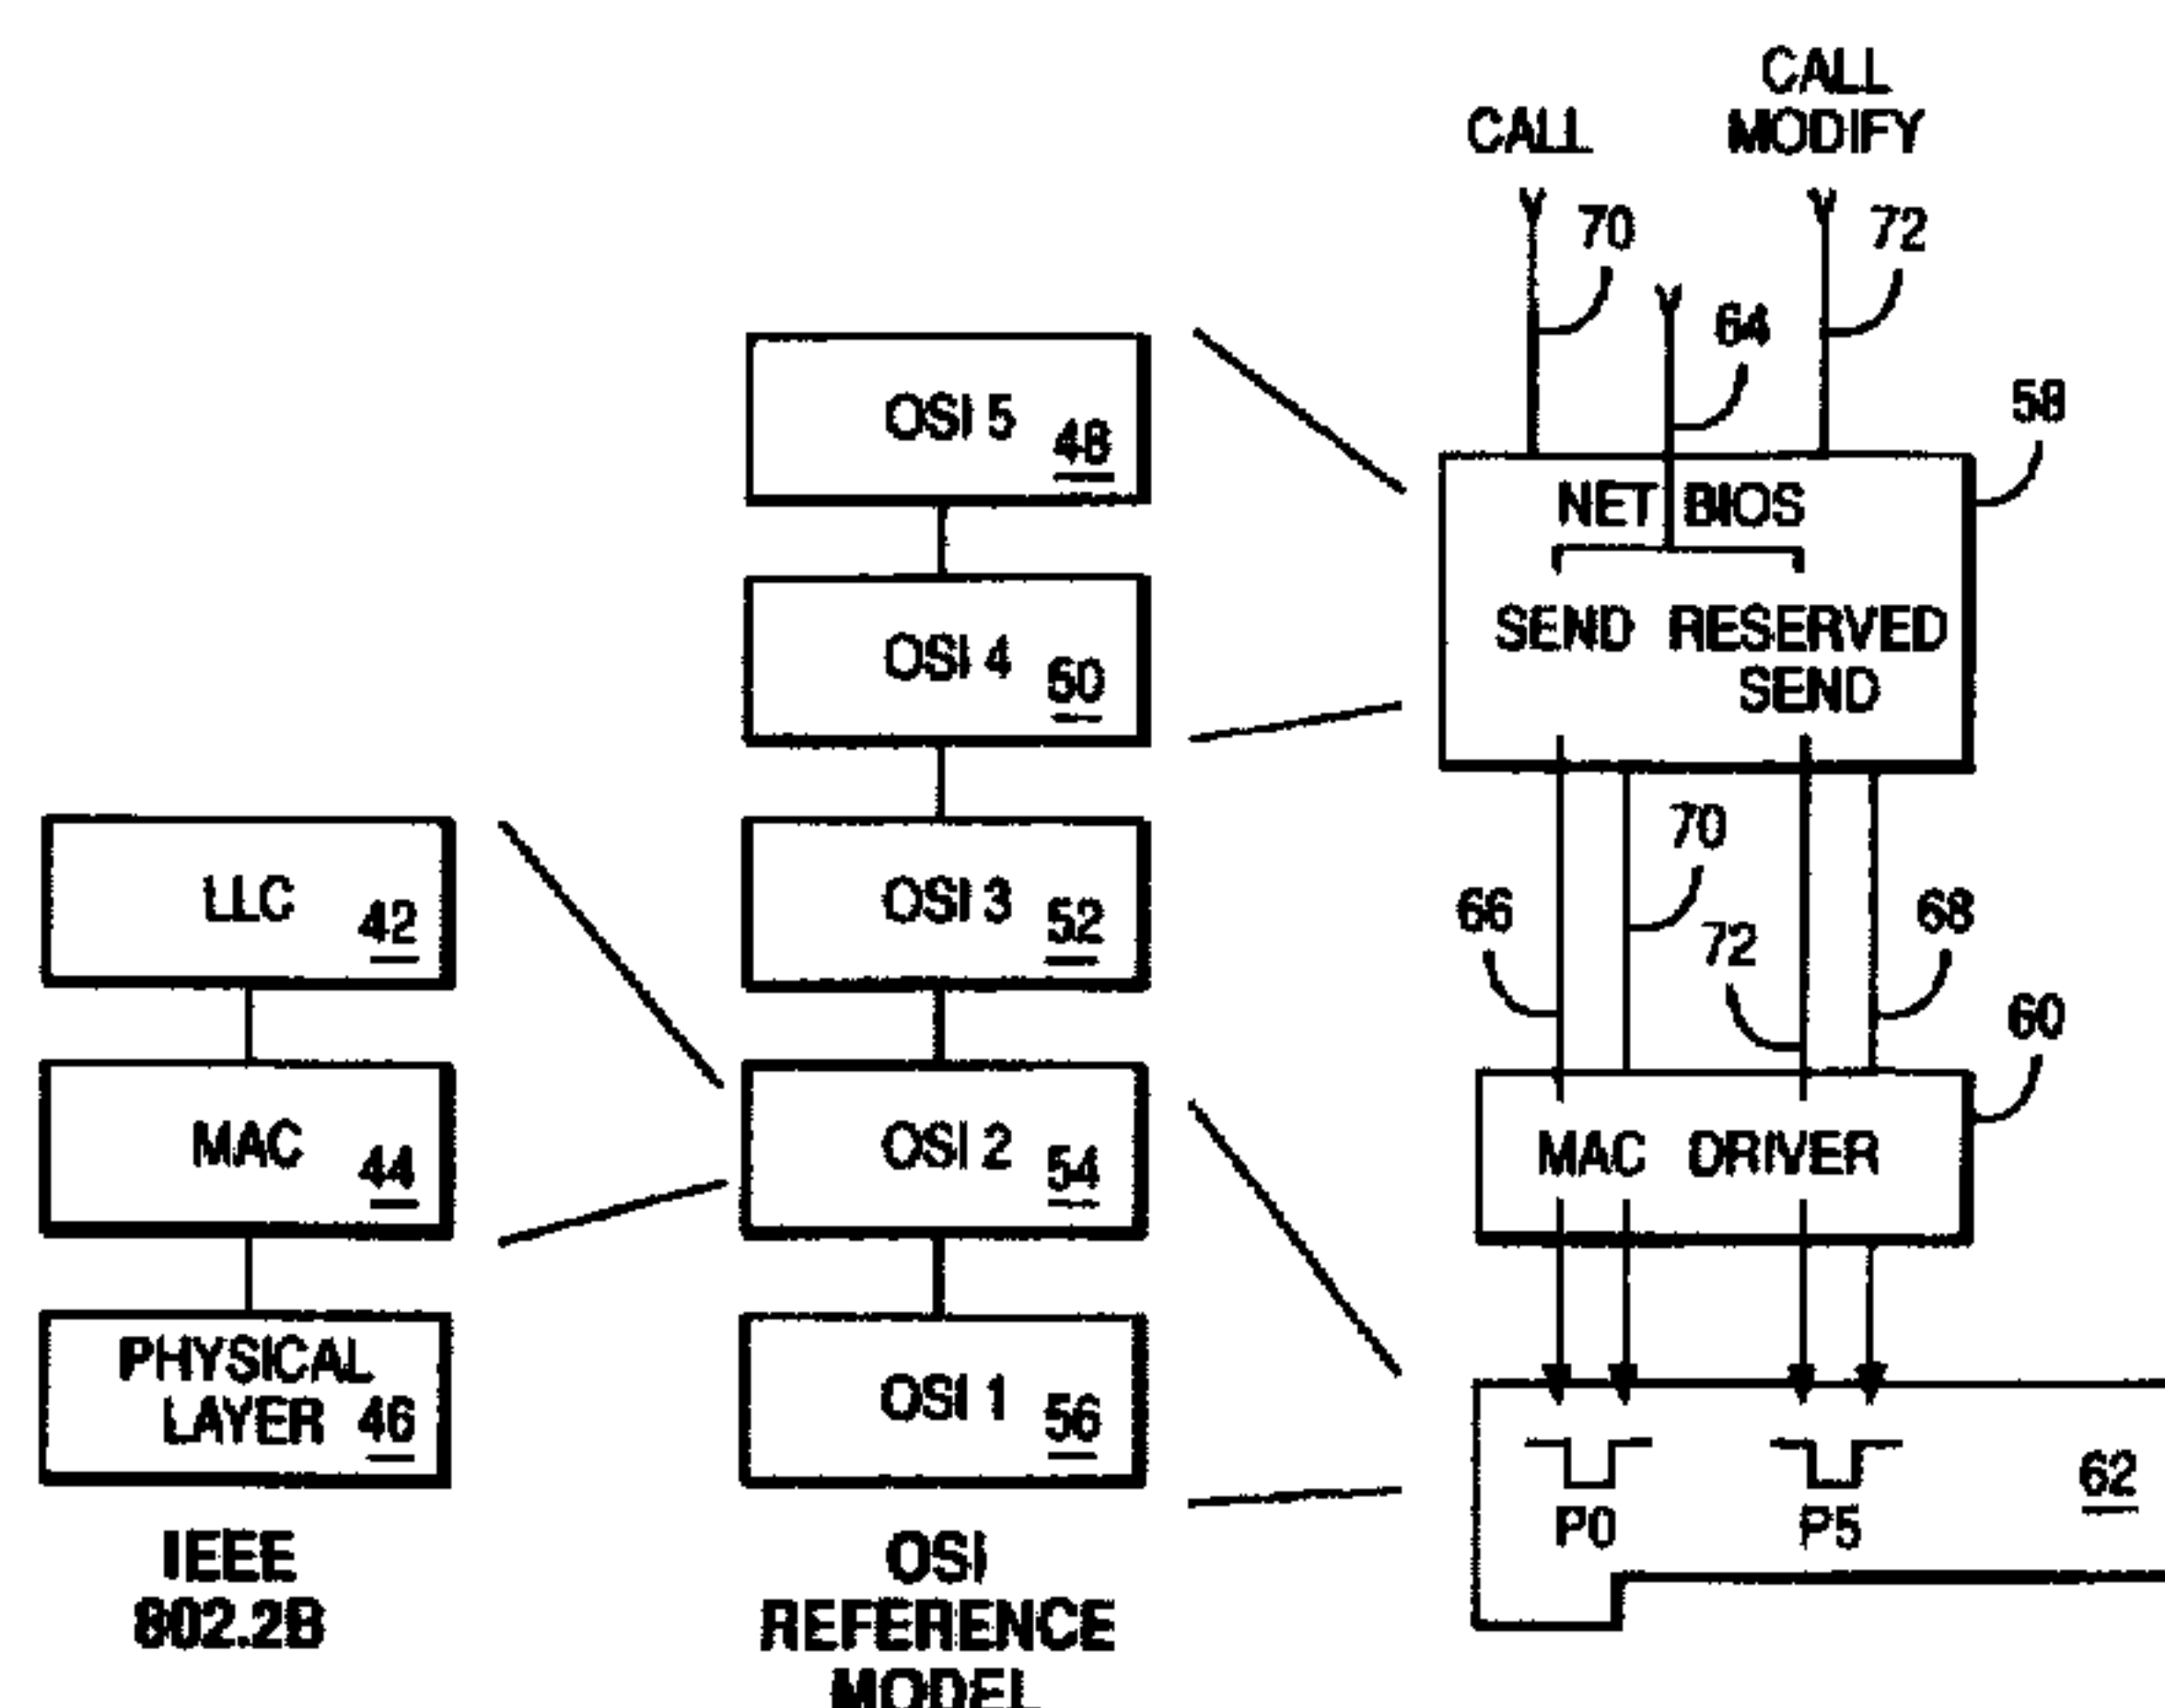 IEEE
802.2B
LLC 42
MAC 44
PHYSICAL
LAYER 46
OSI 5 48
OSI 4 50
OSI 3 52
OSI 2 54
OSI 1 56
OSI
REFERENCE
MODEL
CALL
CALL
MODIFY
70
72
64
58
NET BIOS
SEND RESERVED
SEND
70
66
72
68
60
MAC DRIVER
62
P0
P5